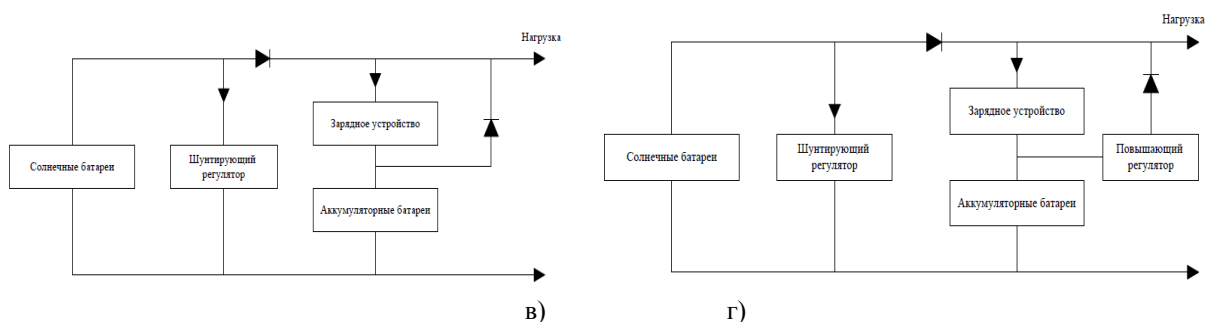 Нагрузка
Зарядное устройство
Солнечные батареи
Шунтирующий
регулятор
Аккумуляторные батареи
в)
Нагрузка
Зарядное устройство
Солнечные батареи
Шунтирующий
регулятор
Повышающий
регулятор
Аккумуляторные батареи
г)